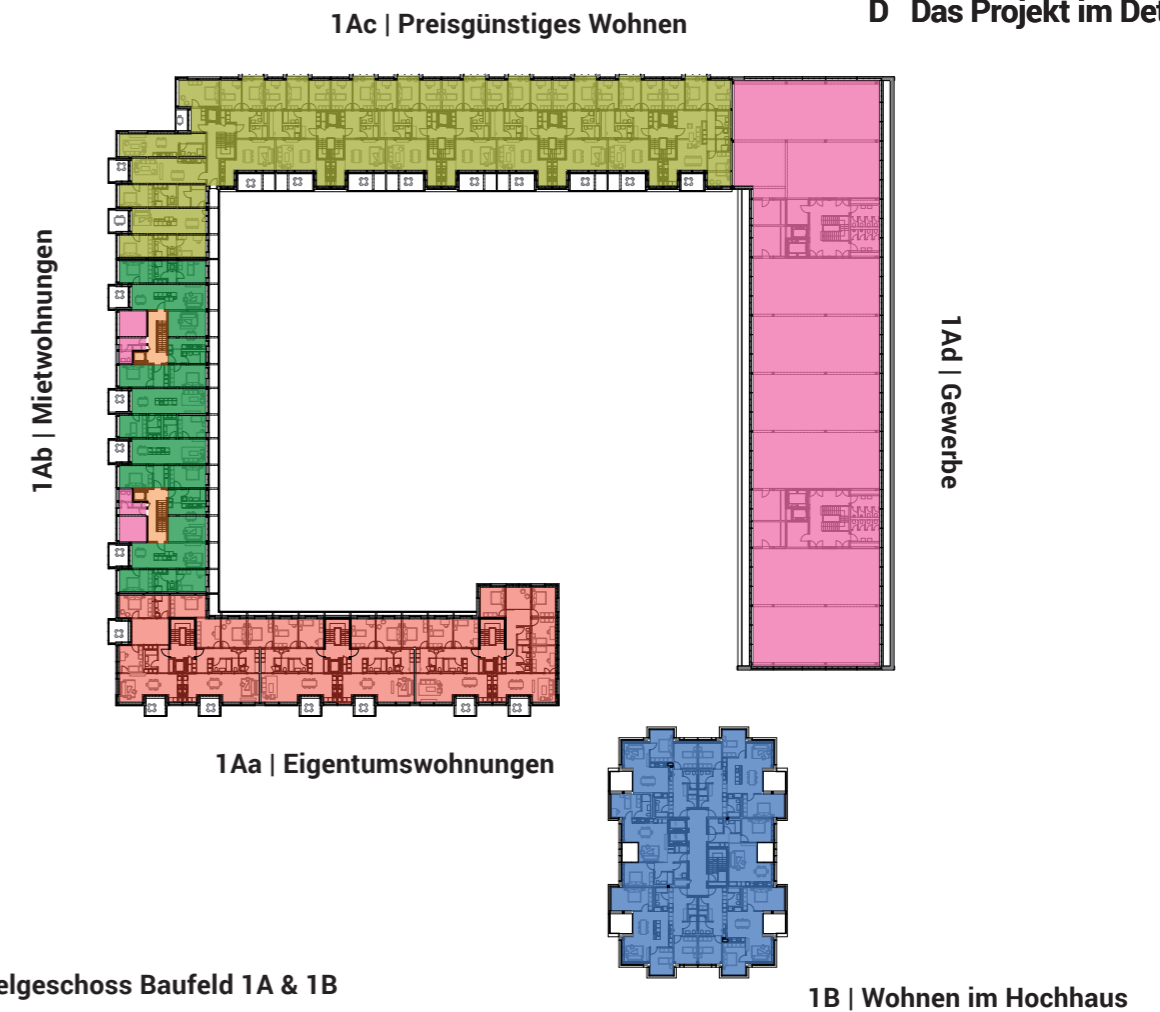 D Das Projekt im Det
1Ac | Preisgünstiges Wohnen
1Ab | Mietwohnungen
1Ad | Gewerbe
1Aa | Eigentumswohnungen
elgeschoss Baufeld 1A & 1B
1B | Wohnen im Hochhaus